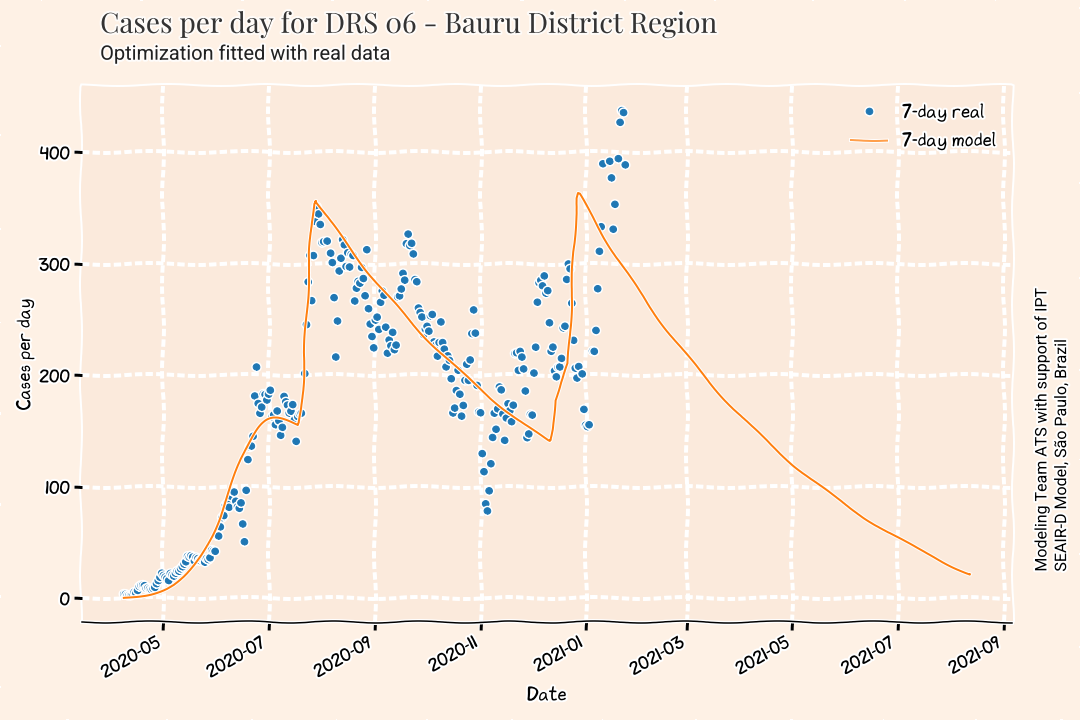 Cases per day for DRS 06 - Bauru District Region
Optimization fitted with real data
7-day real
7-day model
400
300
200
100
0
Cases per day
2020-05
2020-07
2020-09
2020-11
2021-01
2021-03
2021-05
2021-07
2021-09
Date
Modeling Team ATS with support of IPT
SEAIR-D Model, São Paulo, Brazil